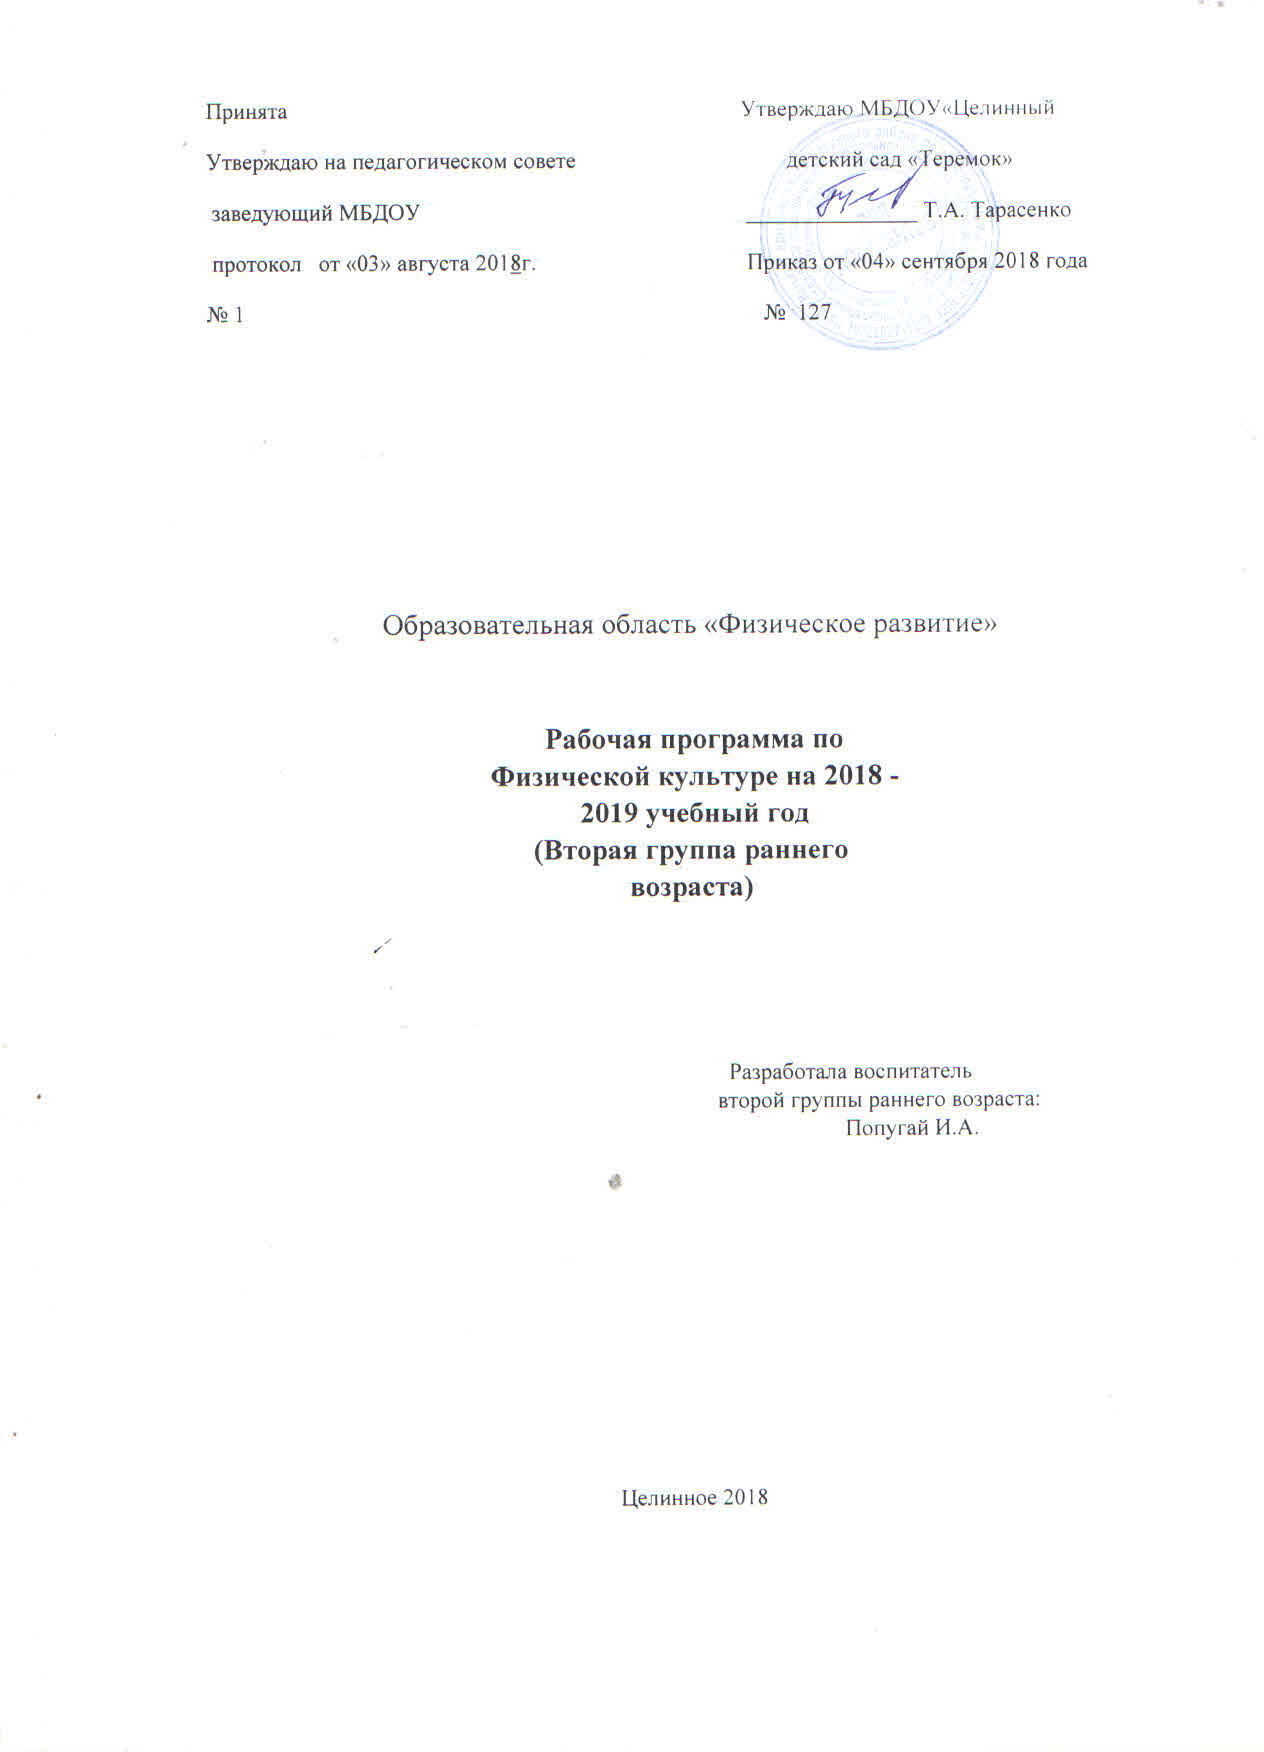 Принята
Утверждаю на педагогическом совете
заведующий МБДОУ
протокол от «03» августа 2018г.
№ 1
Утверждаю МБДОУ«Целинный
детский сад «Теремок»
Т.А. Тарасенко
Приказ от «04» сентября 2018 года
№ 127
Образовательная область «Физическое развитие»
Рабочая программа по
Физической культуре на 2018 -
2019 учебный год
(Вторая группа раннего
возраста)
Разработала воспитатель
второй группы раннего возраста:
Попугай И.А.
Целинное 2018